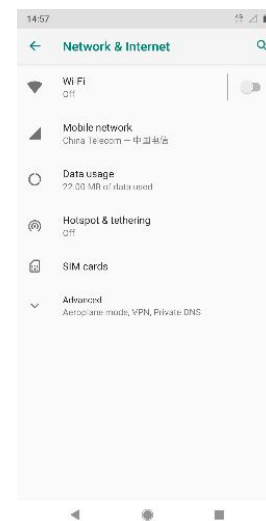 14:57
Network & Internet
Wi Fi
Off
Mobile network
China Telecom — 中国电信
Data usage
22.00 MB of data used
Hotspot & tethering
Off
SIM cards
Advanced
Aeroplane mode, VPN, Private DNS